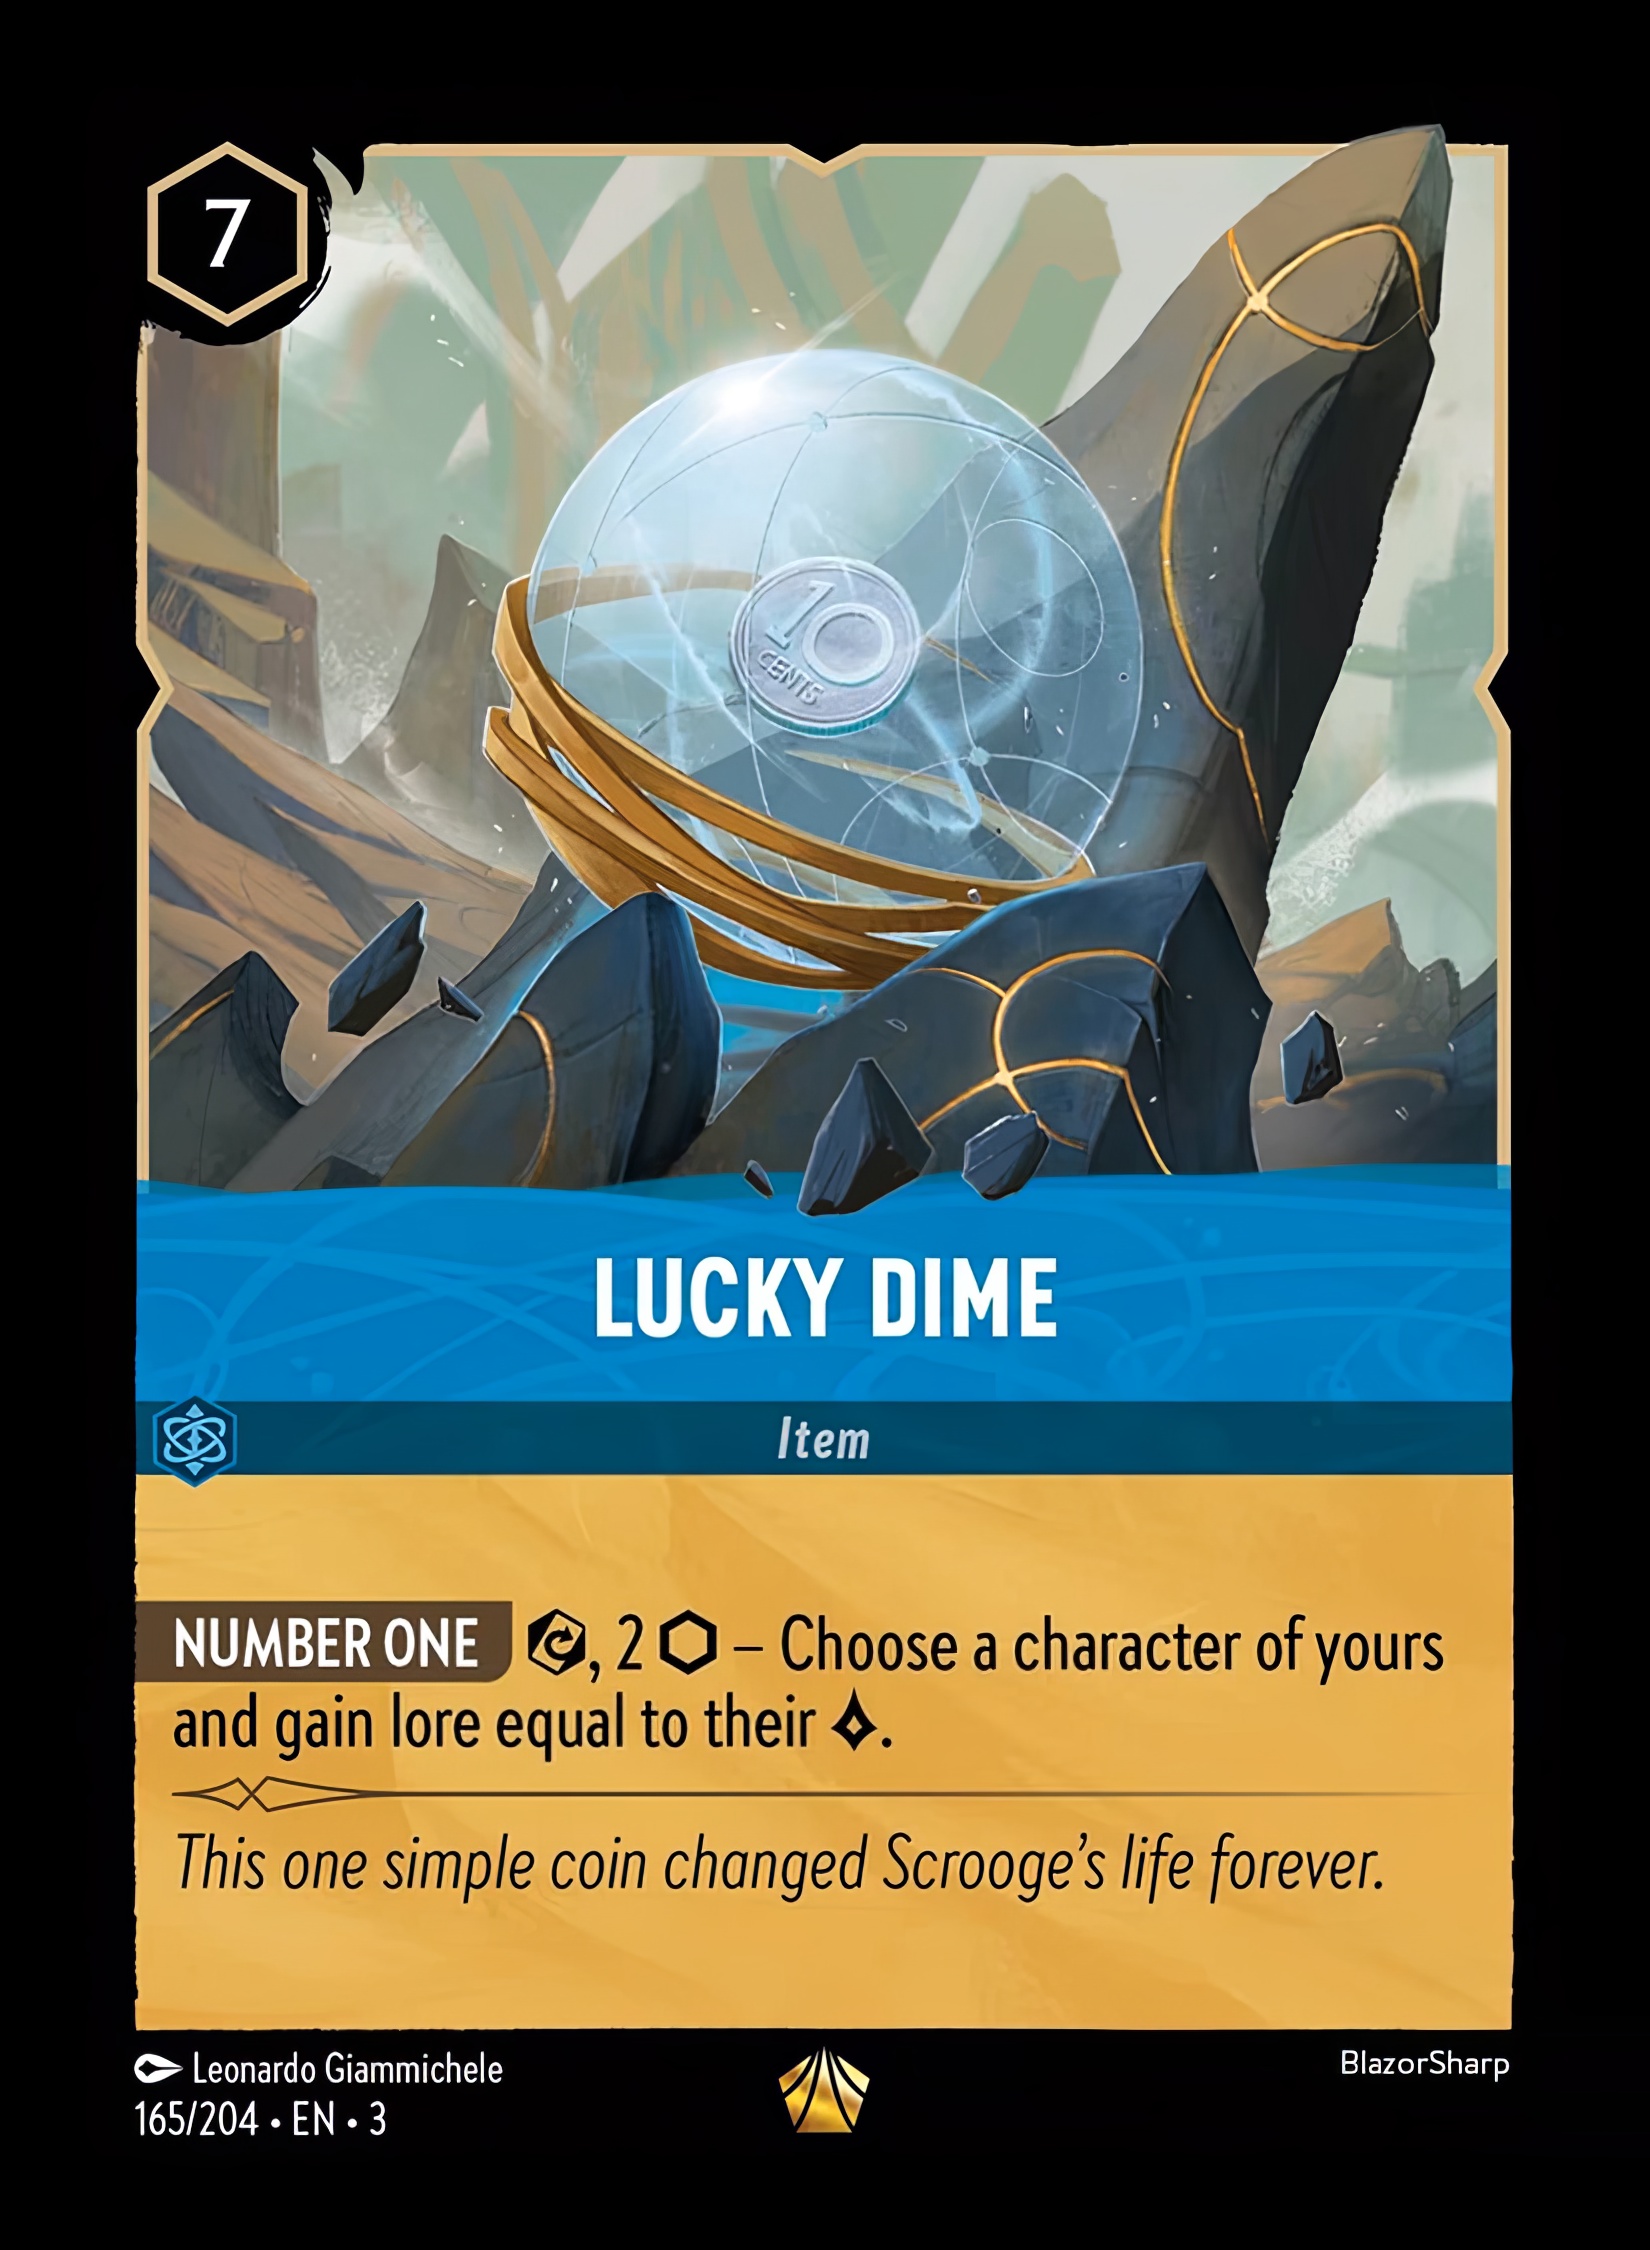 7
10
CENTS
LUCKY DIME
Item
NUMBER ONE , 2 – Choose a character of yours
and gain lore equal to their .
This one simple coin changed Scrooge’s life forever.
Leonardo Giammichele
165/204 • EN • 3
BlazorSharp